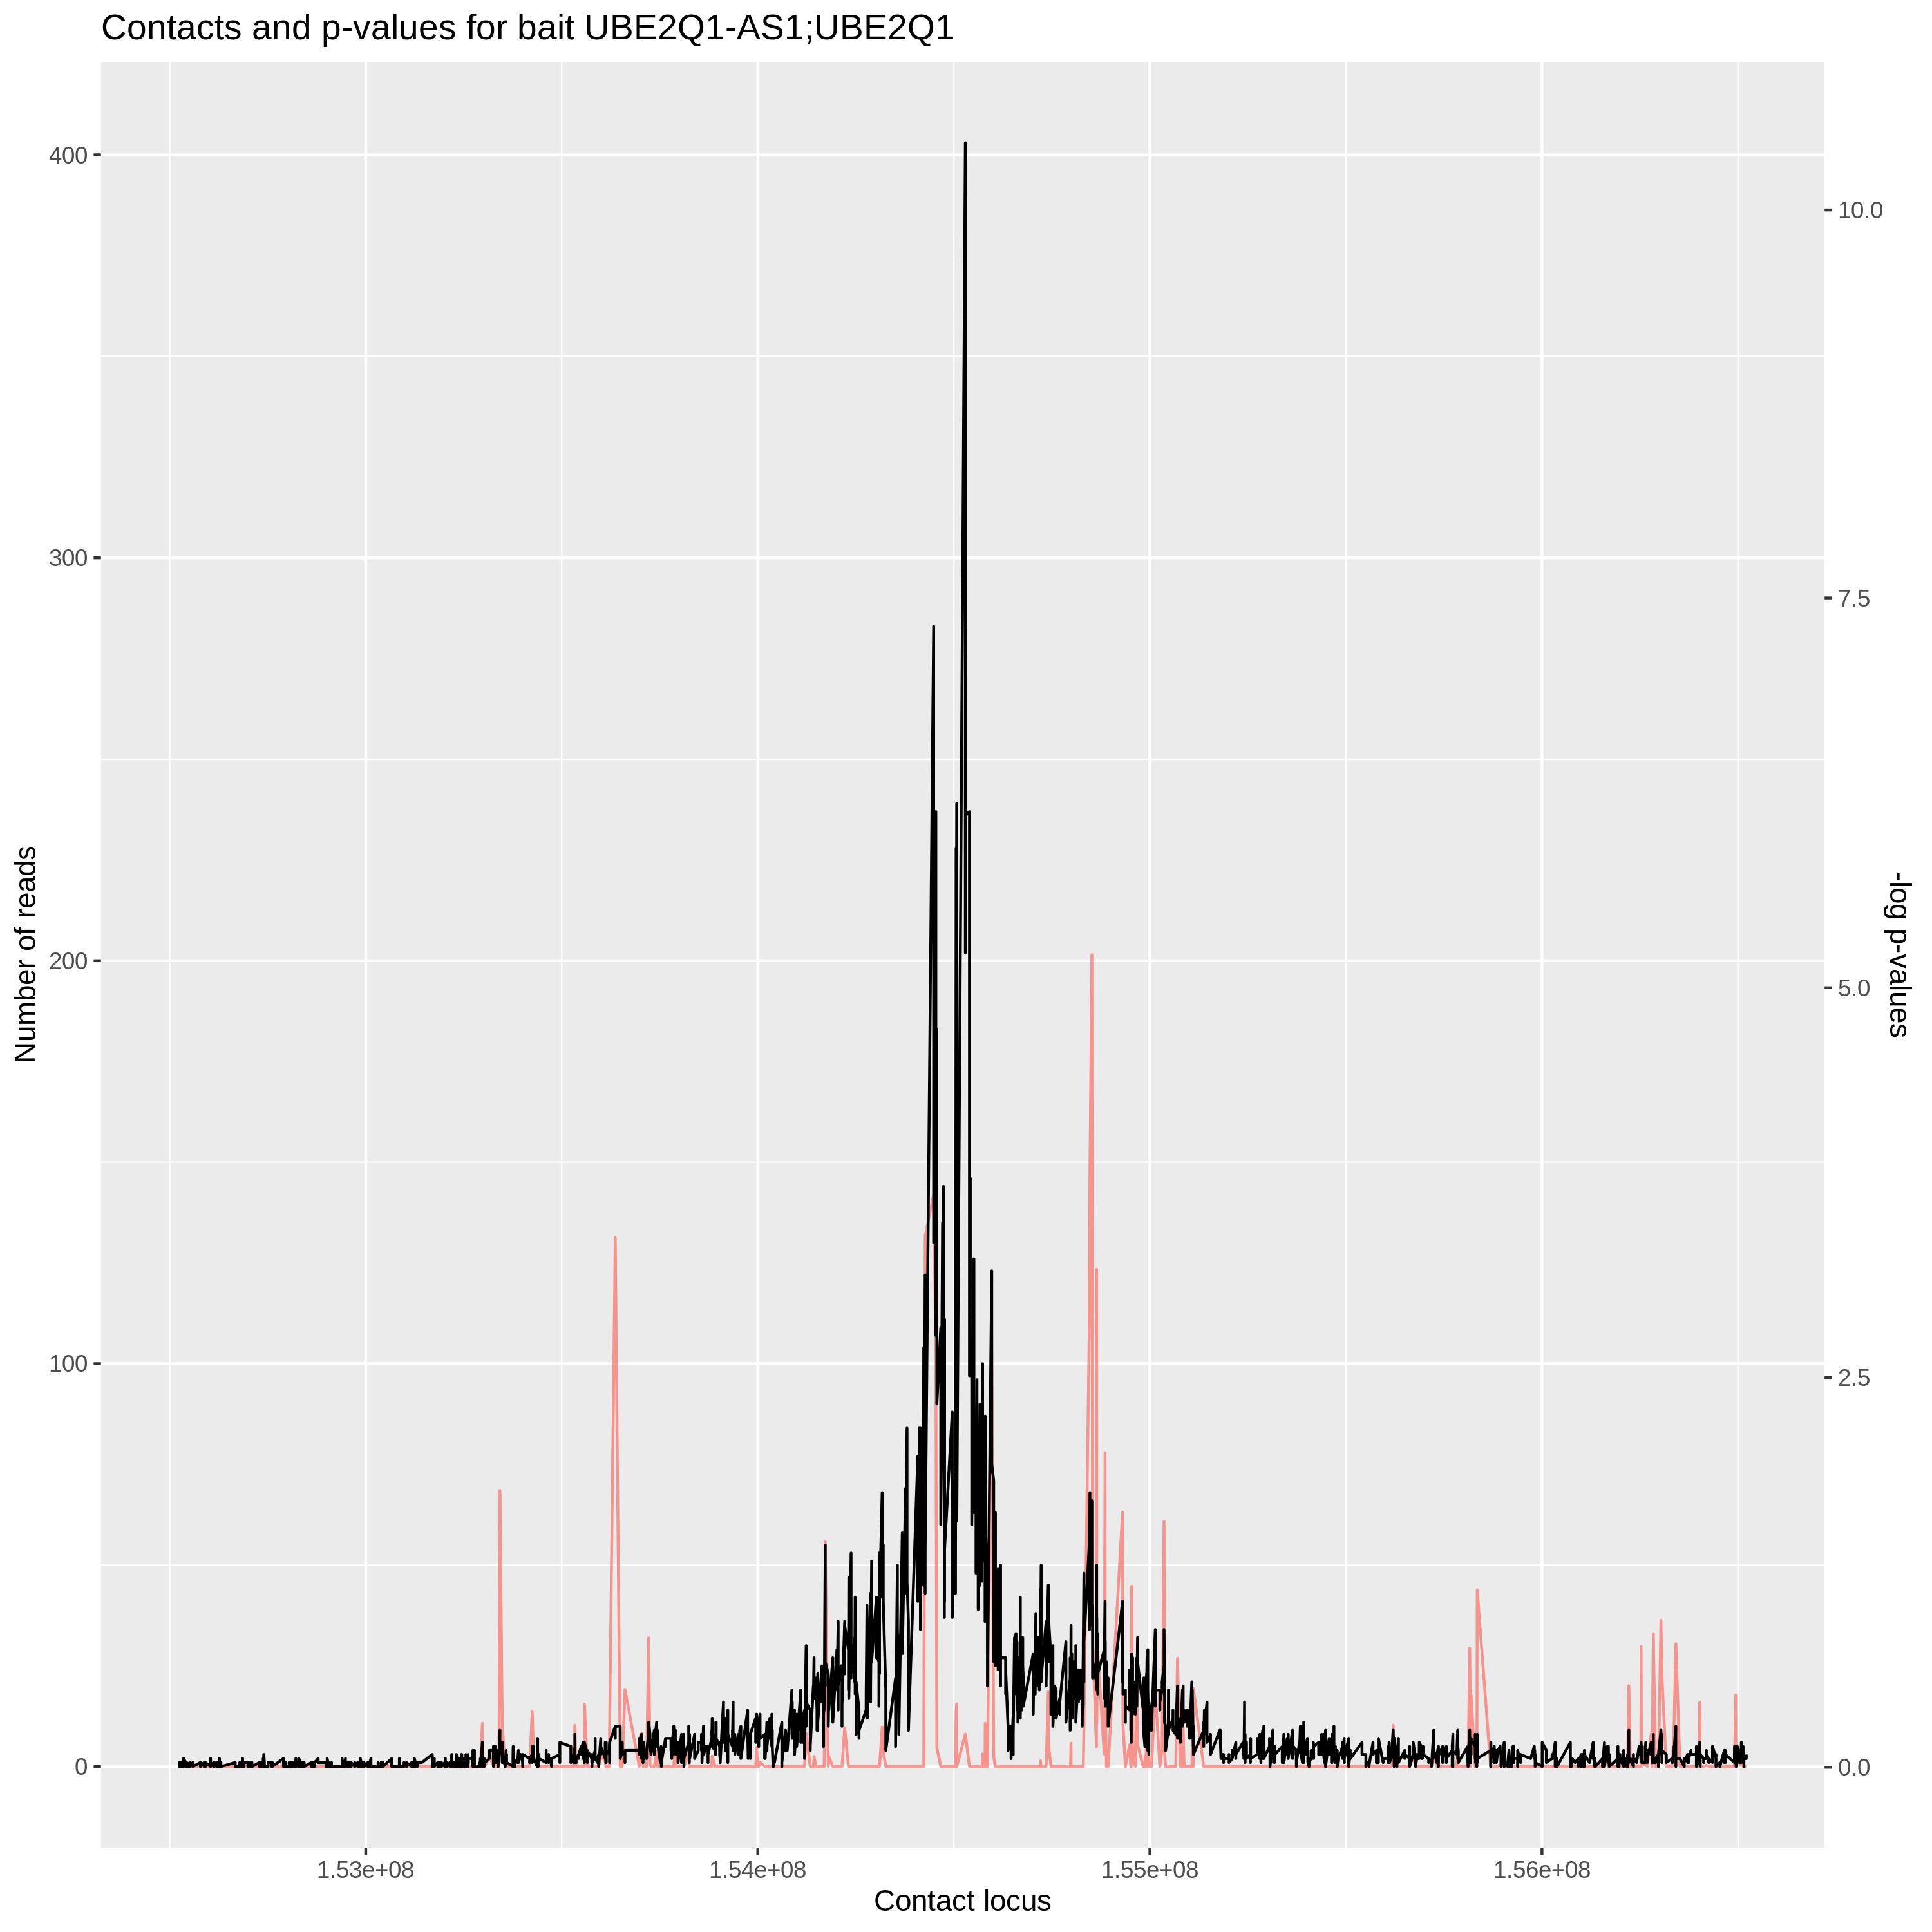 Contacts and p-values for bait UBE2Q1-AS1;UBE2Q1
400
300
200
100
0
Number of reads
10.0
7.5
5.0
2.5
0.0
-log p-values
1.53e+08
1.54e+08
1.55e+08
1.56e+08
Contact locus